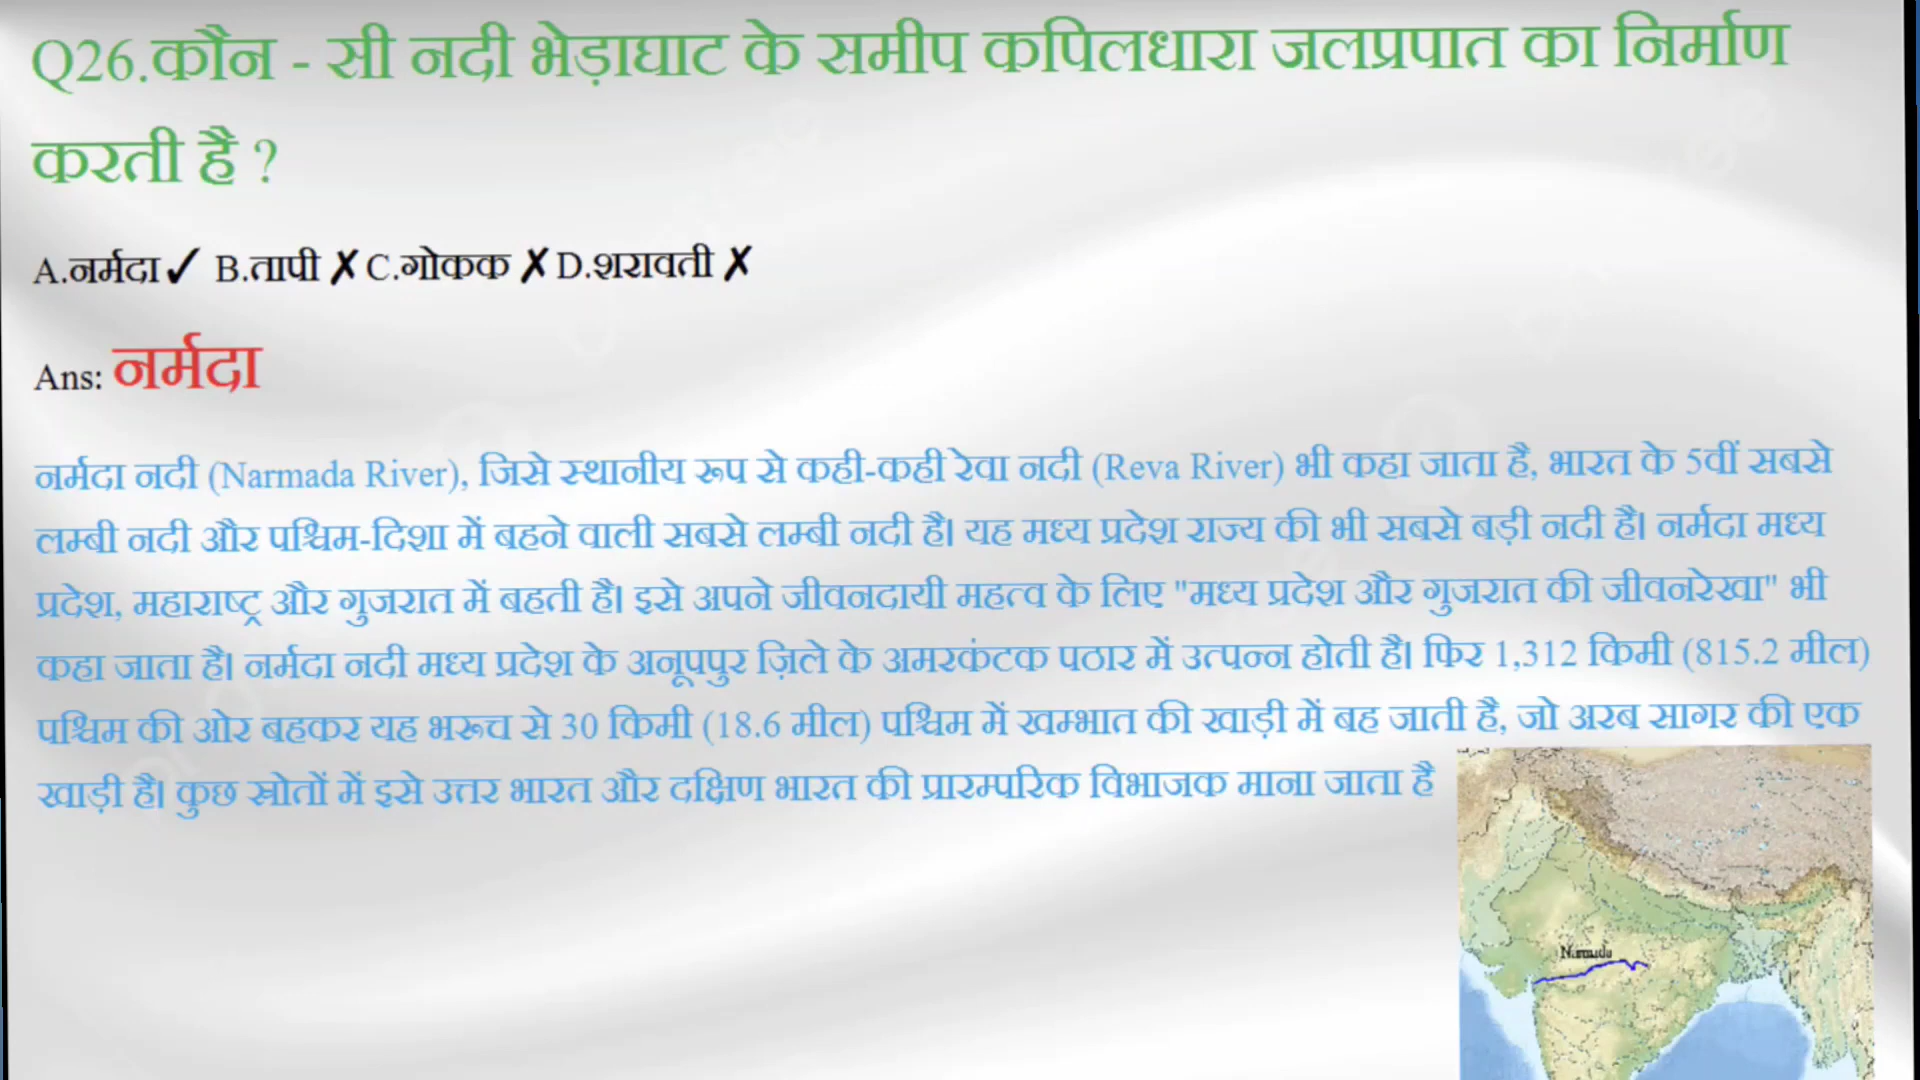 Q26.कौन - सी नदी भेड़ाघाट के समीप कपिलधारा जलप्रपात का निर्माण
करती है ?
A.नर्मदा✓ B.तापी ✗ C.गोकक ✗ D.शरावती ✗
Ans: नर्मदा
नर्मदा नदी (Narmada River), जिसे स्थानीय रूप से कही-कही रेवा नदी (Reva River) भी कहा जाता है, भारत के 5वीं सबसे
लम्बी नदी और पश्चिम-दिशा में बहने वाली सबसे लम्बी नदी है। यह मध्य प्रदेश राज्य की भी सबसे बड़ी नदी है। नर्मदा मध्य
प्रदेश, महाराष्ट्र और गुजरात में बहती है। इसे अपने जीवनदायी महत्व के लिए "मध्य प्रदेश और गुजरात की जीवनरेखा" भी
कहा जाता है। नर्मदा नदी मध्य प्रदेश के अनूपपुर ज़िले के अमरकंटक पठार में उत्पन्न होती है। फिर 1,312 किमी (815.2 मील)
पश्चिम की ओर बहकर यह भरूच से 30 किमी (18.6 मील) पश्चिम में खम्भात की खाड़ी में बह जाती है, जो अरब सागर की एक
खाड़ी है। कुछ स्रोतों में इसे उत्तर भारत और दक्षिण भारत की प्रारम्परिक विभाजक माना जाता है
Narmada